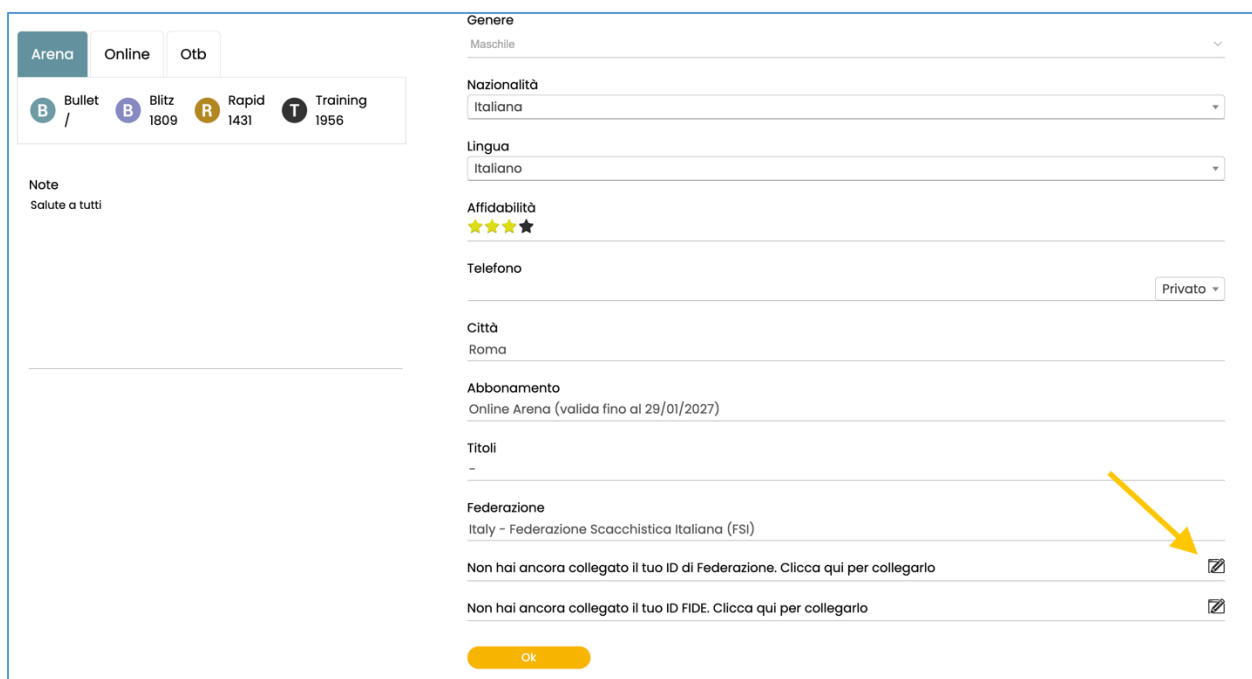 Arena Online Otb
B Bullet / B Blitz 1809 R Rapid 1431 T Training 1956
Note
Salute a tutti
Genere
Maschile
Nazionalità
Italiana
Lingua
Italiano
Affidabilità
Telefono
Privato
Città
Roma
Abbonamento
Online Arena (valida fino al 29/01/2027)
Titoli
-
Federazione
Italy - Federazione Scacchistica Italiana (FSI)
Non hai ancora collegato il tuo ID di Federazione. Clicca qui per collegarlo
Non hai ancora collegato il tuo ID FIDE. Clicca qui per collegarlo
Ok